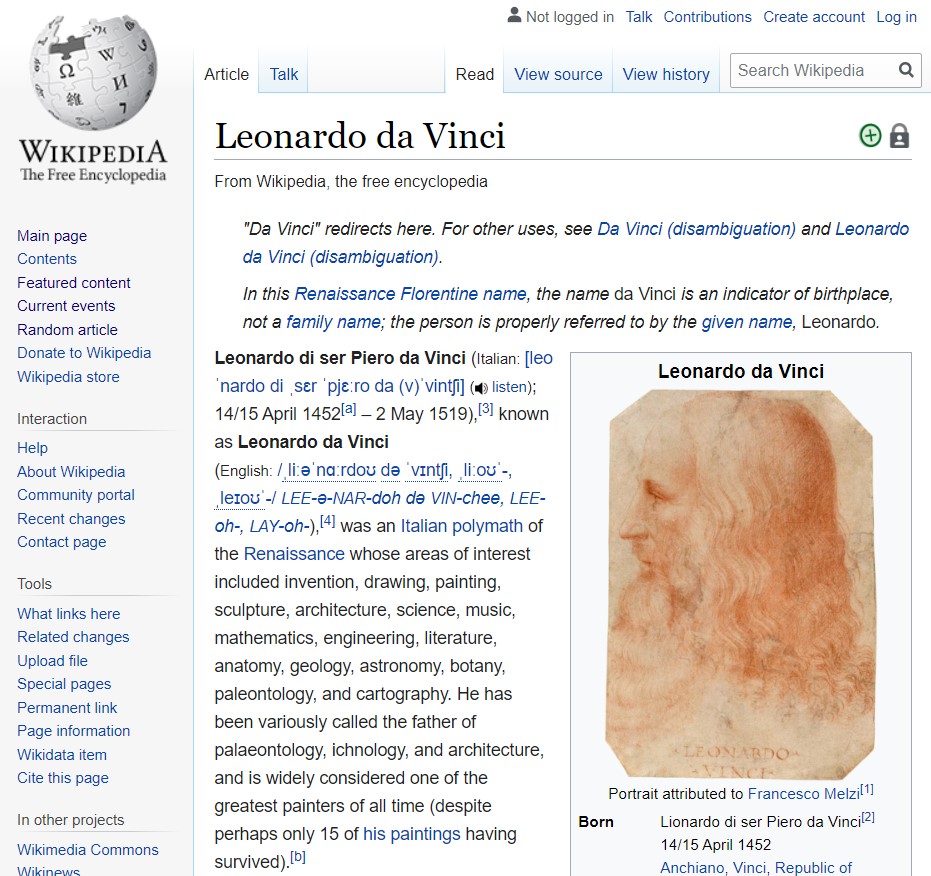 Not logged in Talk Contributions Create account Log in
Article Talk Read View source View history Search Wikipedia
WIKIPEDIA
The Free Encyclopedia
Main page
Contents
Featured content
Current events
Random article
Donate to Wikipedia
Wikipedia store
Interaction
Help
About Wikipedia
Community portal
Recent changes
Contact page
Tools
What links here
Related changes
Upload file
Special pages
Permanent link
Page information
Wikidata item
Cite this page
In other projects
Wikimedia Commons
Wikinews
Leonardo da Vinci
From Wikipedia, the free encyclopedia
"Da Vinci" redirects here. For other uses, see Da Vinci (disambiguation) and Leonardo
da Vinci (disambiguation).
In this Renaissance Florentine name, the name da Vinci is an indicator of birthplace,
not a family name; the person is properly referred to by the given name, Leonardo.
Leonardo di ser Piero da Vinci (Italian: [leo
ˈnardo di ˌsɛr ˈpjɛːro da (v)ˈvintʃi] (listen);
14/15 April 1452[a] – 2 May 1519),[3] known
as Leonardo da Vinci
(English: /ˌliːəˈnɑːrdoʊ də ˈvɪntʃi, ˌliːoʊˈ-,
ˌleɪoʊˈ-/ LEE-ə-NAR-doh də VIN-chee, LEE-
oh-, LAY-oh-),[4] was an Italian polymath of
the Renaissance whose areas of interest
included invention, drawing, painting,
sculpture, architecture, science, music,
mathematics, engineering, literature,
anatomy, geology, astronomy, botany,
paleontology, and cartography. He has
been variously called the father of
palaeontology, ichnology, and architecture,
and is widely considered one of the
greatest painters of all time (despite
perhaps only 15 of his paintings having
survived).[b]
Leonardo da Vinci
LEONARDO
VINCI
Portrait attributed to Francesco Melzi[1]
Born Lionardo di ser Piero da Vinci[2]
14/15 April 1452
Anchiano, Vinci, Republic of